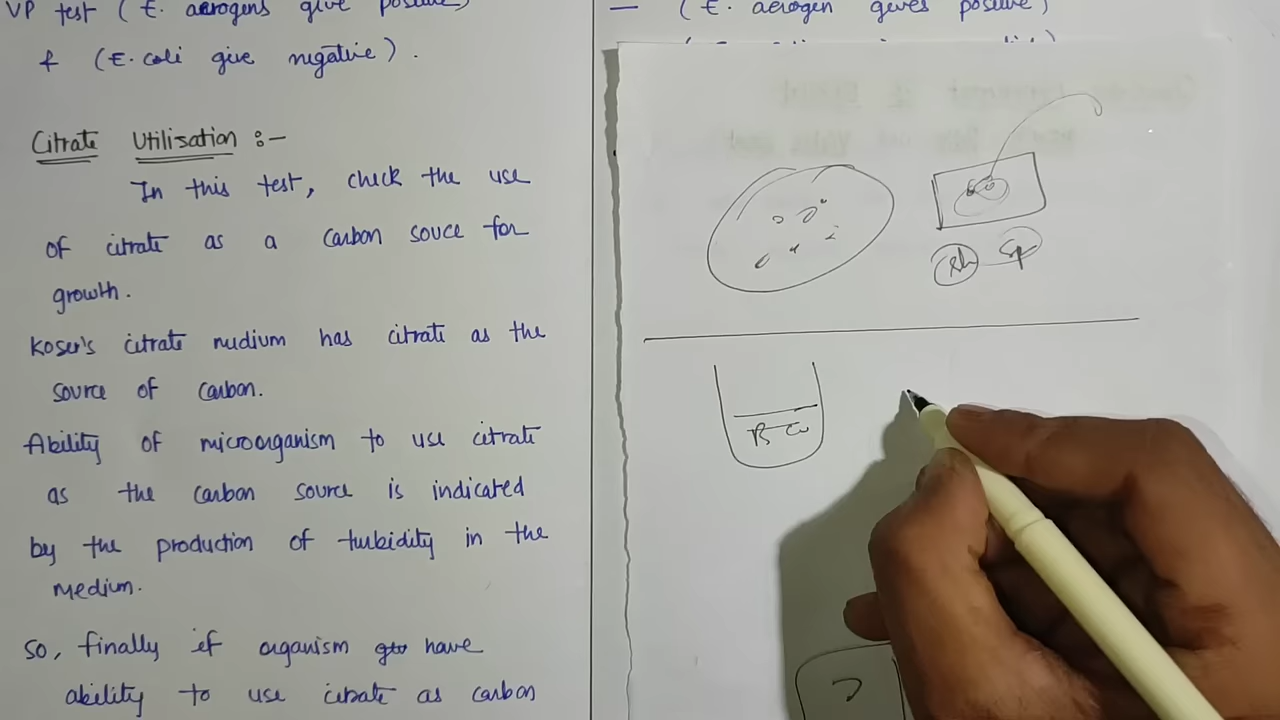 VP test (E. aerogens give positive)
& (E. coli give negative).
Citrate Utilisation :-
In this test, check the use
of citrate as a carbon souce for
growth.
Koser's citrate medium has citrate as the
source of carbon.
Ability of microorganism to use citrate
as the carbon source is indicated
by the production of turbidity in the
medium.
So, finally if organism have
ability to use citrate as carbon
— (E. aerogen geves positive)